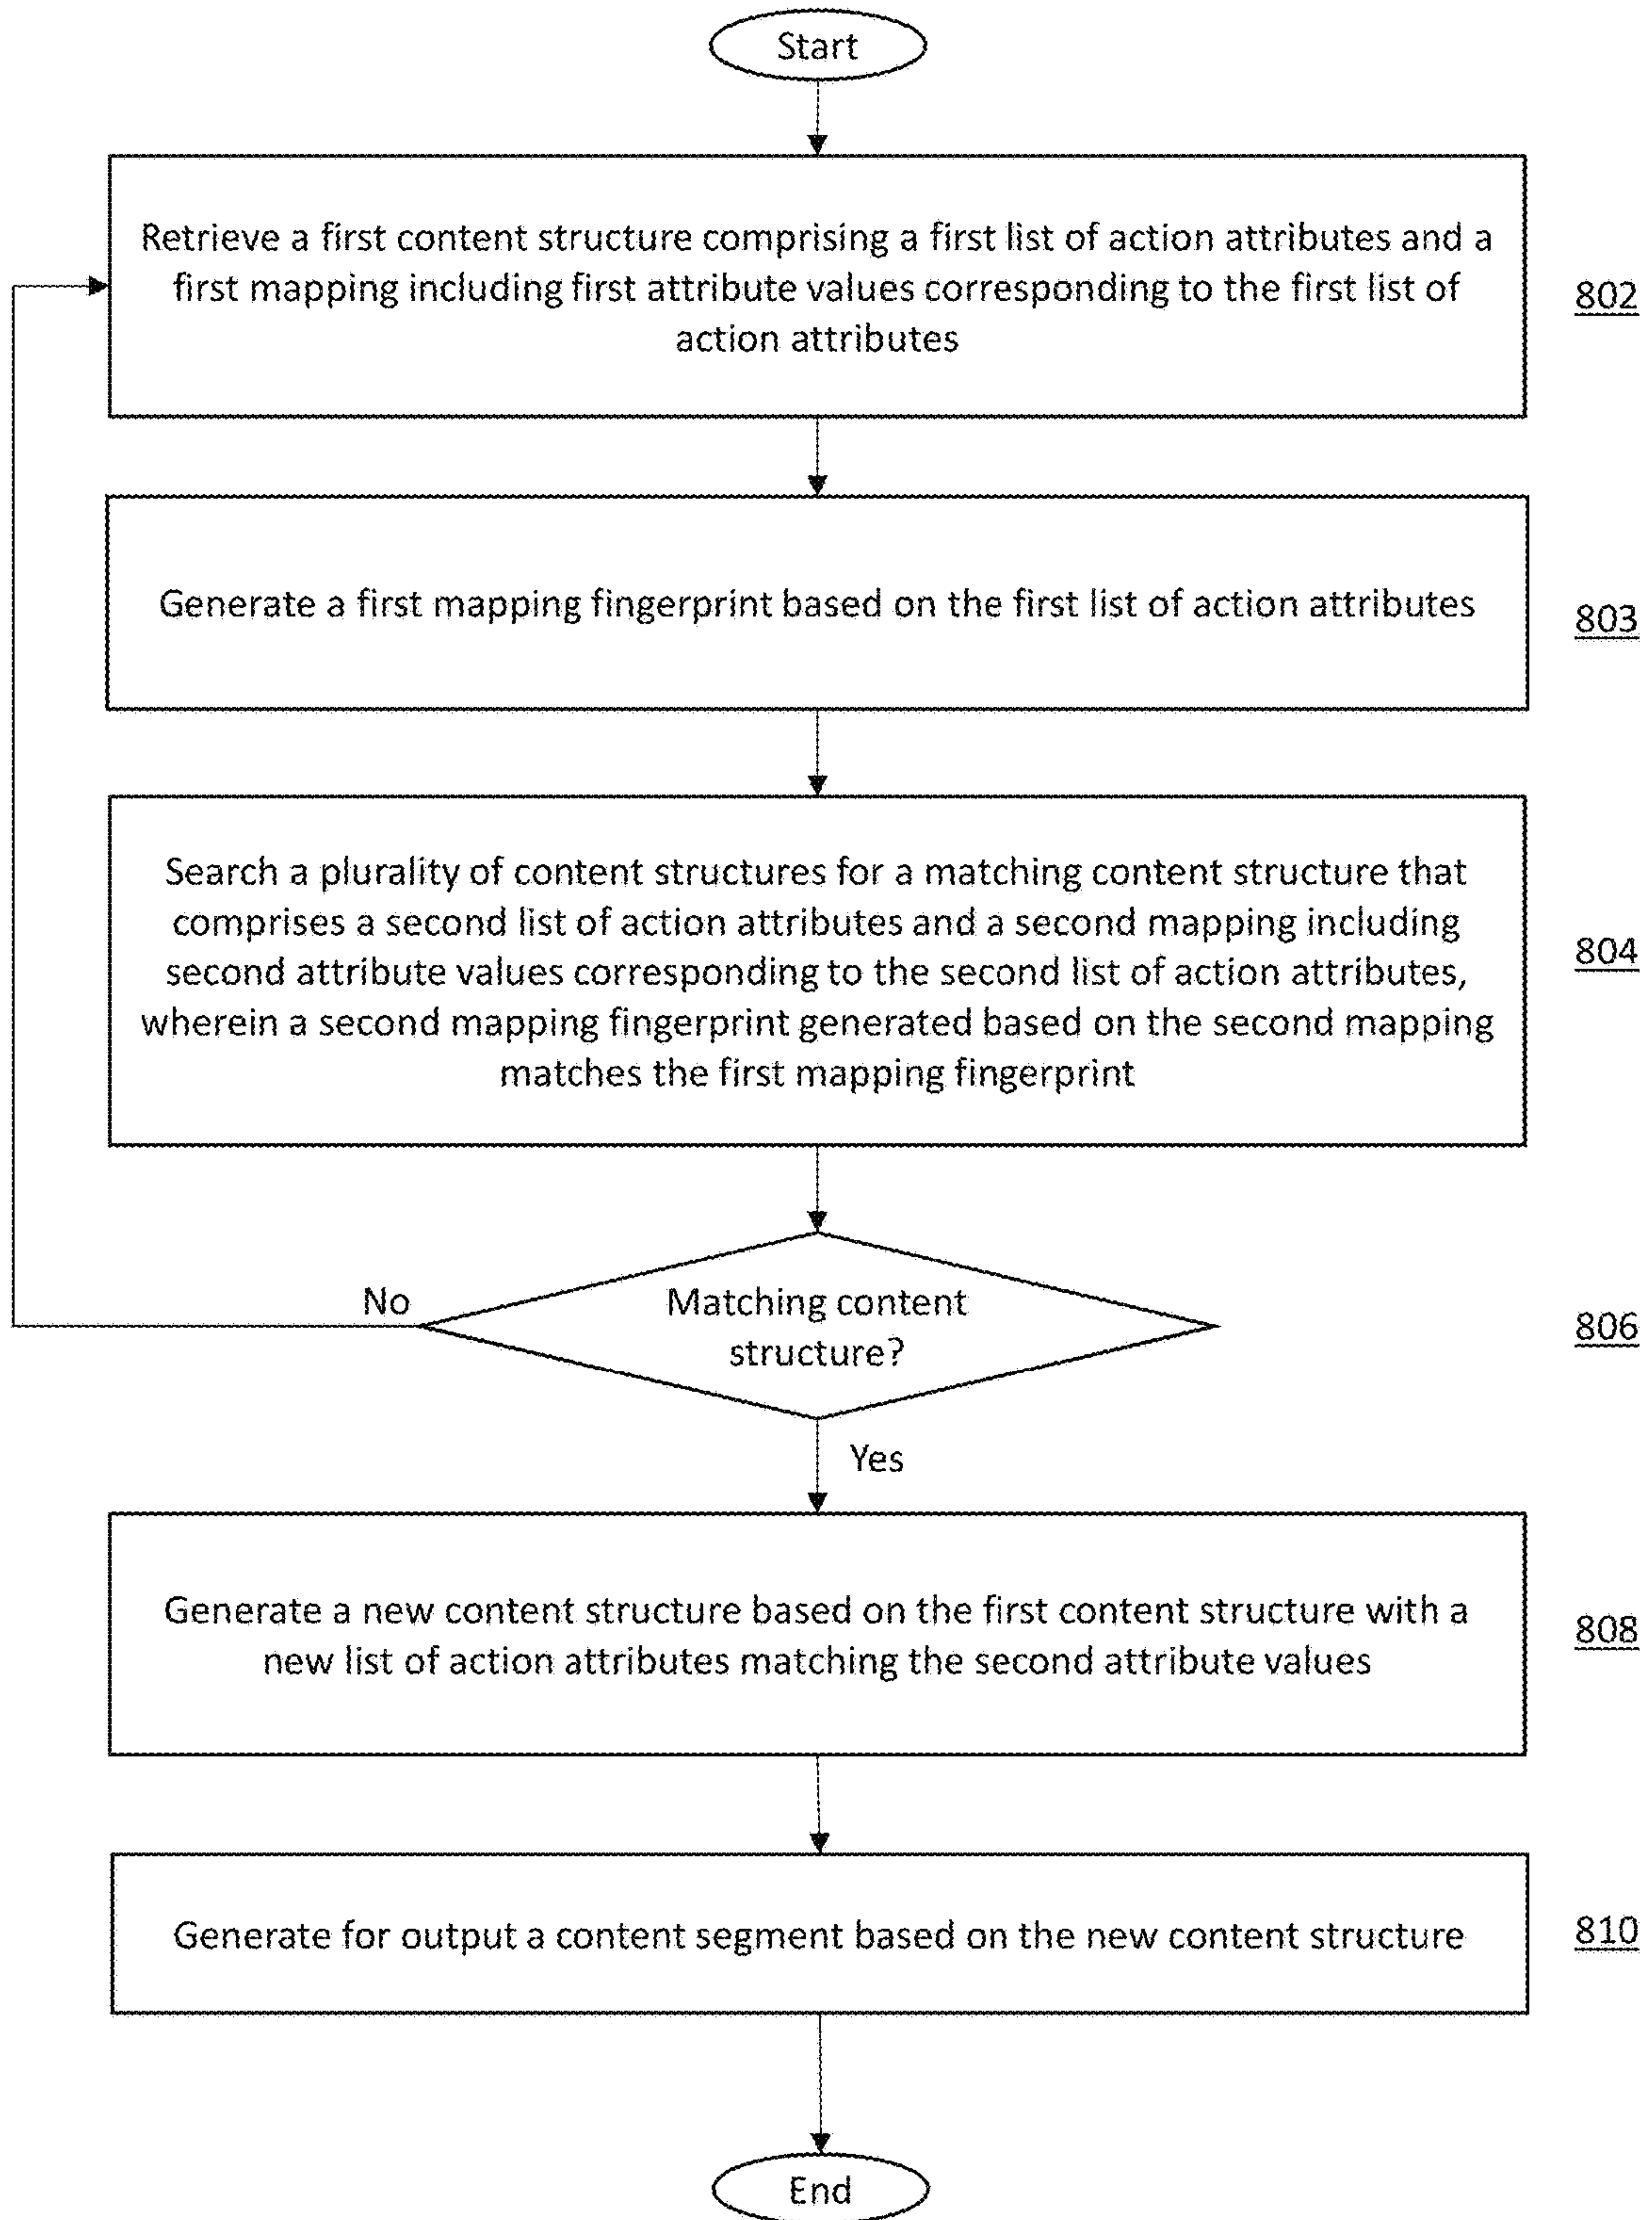 Start
Retrieve a first content structure comprising a first list of action attributes and a
first mapping including first attribute values corresponding to the first list of
action attributes
802
Generate a first mapping fingerprint based on the first list of action attributes
803
Search a plurality of content structures for a matching content structure that
comprises a second list of action attributes and a second mapping including
second attribute values corresponding to the second list of action attributes,
wherein a second mapping fingerprint generated based on the second mapping
matches the first mapping fingerprint
804
No
Matching content
structure?
806
Yes
Generate a new content structure based on the first content structure with a
new list of action attributes matching the second attribute values
808
Generate for output a content segment based on the new content structure
810
End